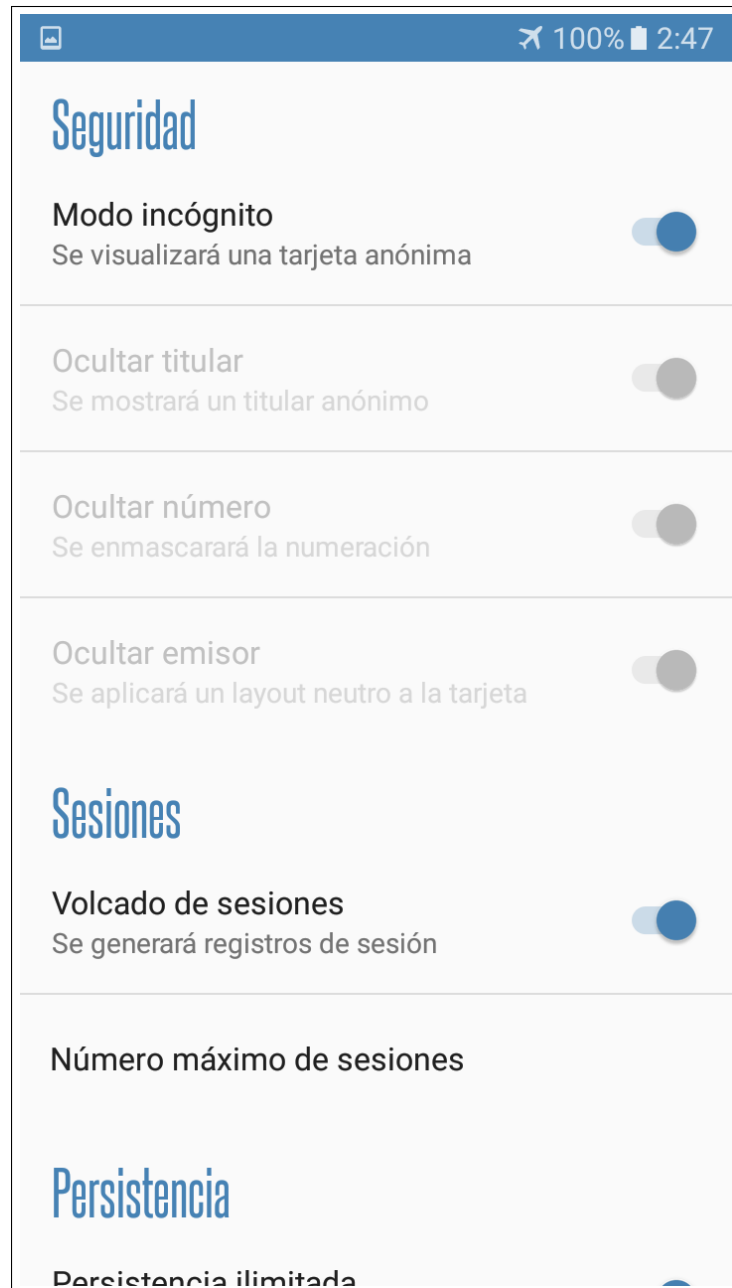 100% 2:47
Seguridad
Modo incógnito
Se visualizará una tarjeta anónima
Ocultar titular
Se mostrará un titular anónimo
Ocultar número
Se enmascarará la numeración
Ocultar emisor
Se aplicará un layout neutro a la tarjeta
Sesiones
Volcado de sesiones
Se generará registros de sesión
Número máximo de sesiones
Persistencia
Persistencia ilimitada